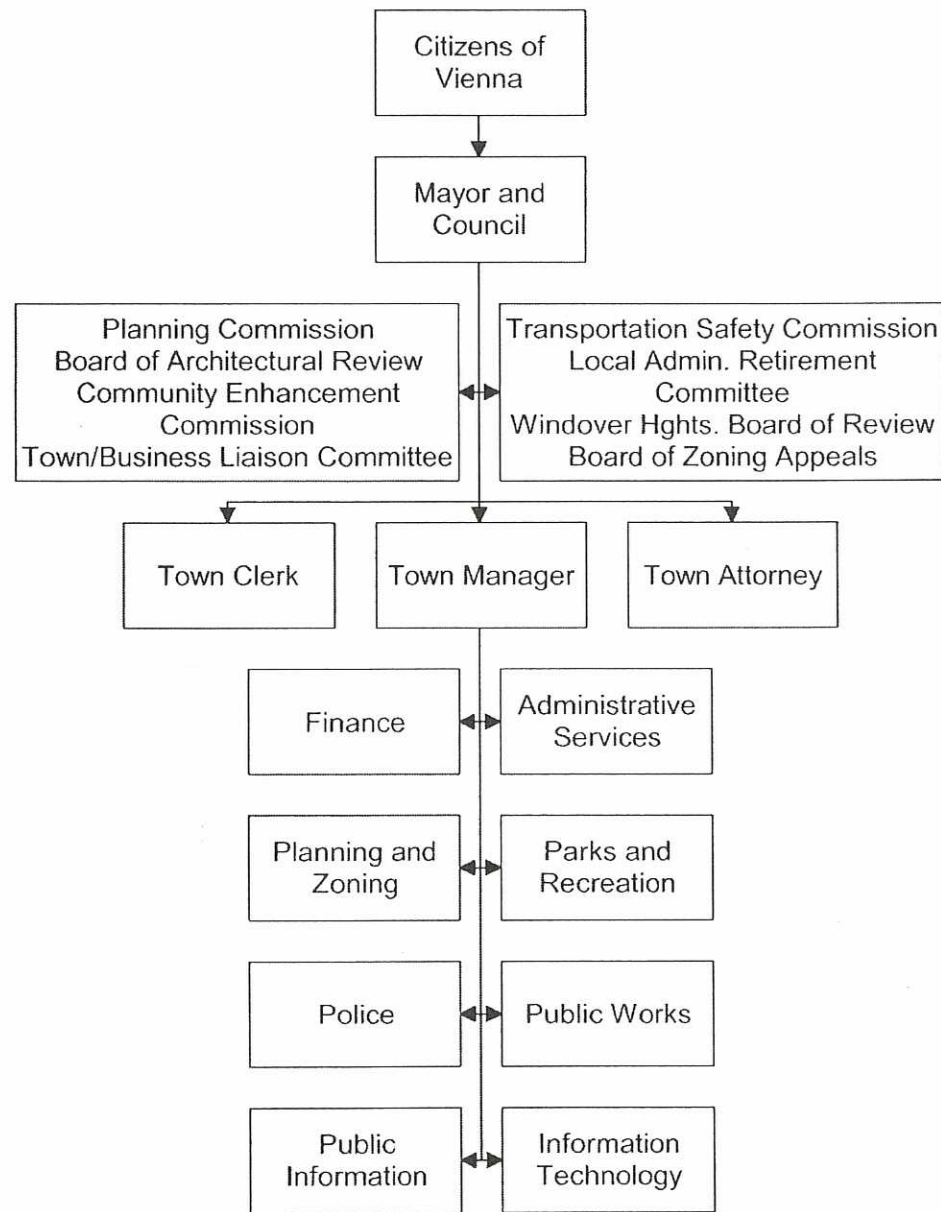 Citizens of
Vienna
Mayor and
Council
Planning Commission
Board of Architectural Review
Community Enhancement
Commission
Town/Business Liaison Committee
Transportation Safety Commission
Local Admin. Retirement
Committee
Windover Hghts. Board of Review
Board of Zoning Appeals
Town Clerk
Town Manager
Town Attorney
Finance
Administrative
Services
Planning and
Zoning
Parks and
Recreation
Police
Public Works
Public
Information
Information
Technology